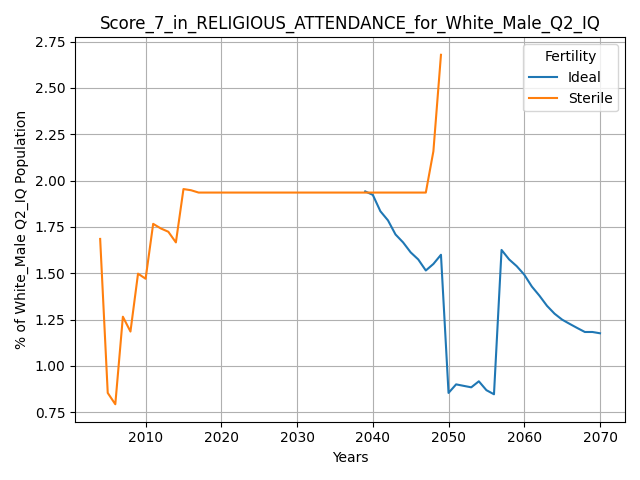 Score_7_in_RELIGIOUS_ATTENDANCE_for_White_Male_Q2_IQ
% of White_Male Q2_IQ Population
2.75
2.50
2.25
2.00
1.75
1.50
1.25
1.00
0.75
Fertility
Ideal
Sterile
2010 2020 2030 2040 2050 2060 2070
Years